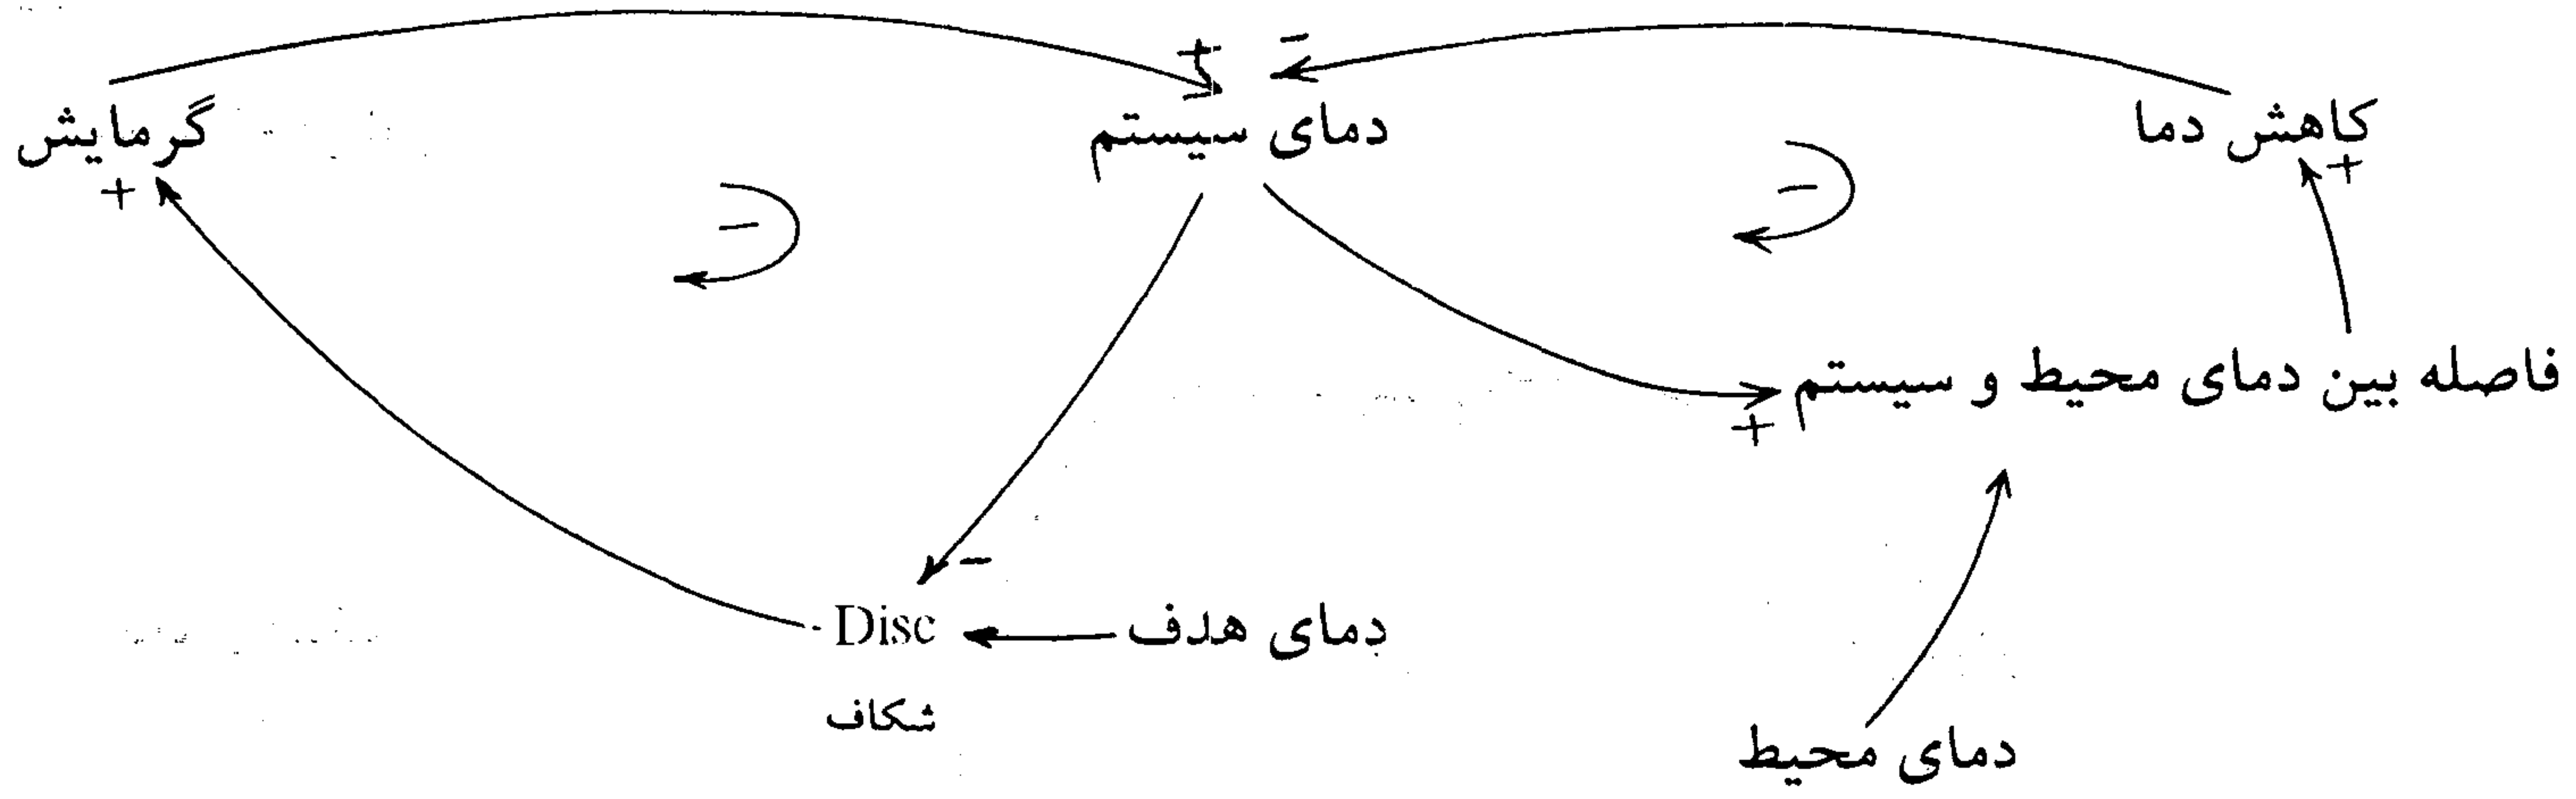 کاهش دما
دمای سیستم
گرمایش
+
-
+
+
-
-
فاصله بین دمای محیط و سیستم
+
-
دمای هدف
Disc
شکاف
دمای محیط